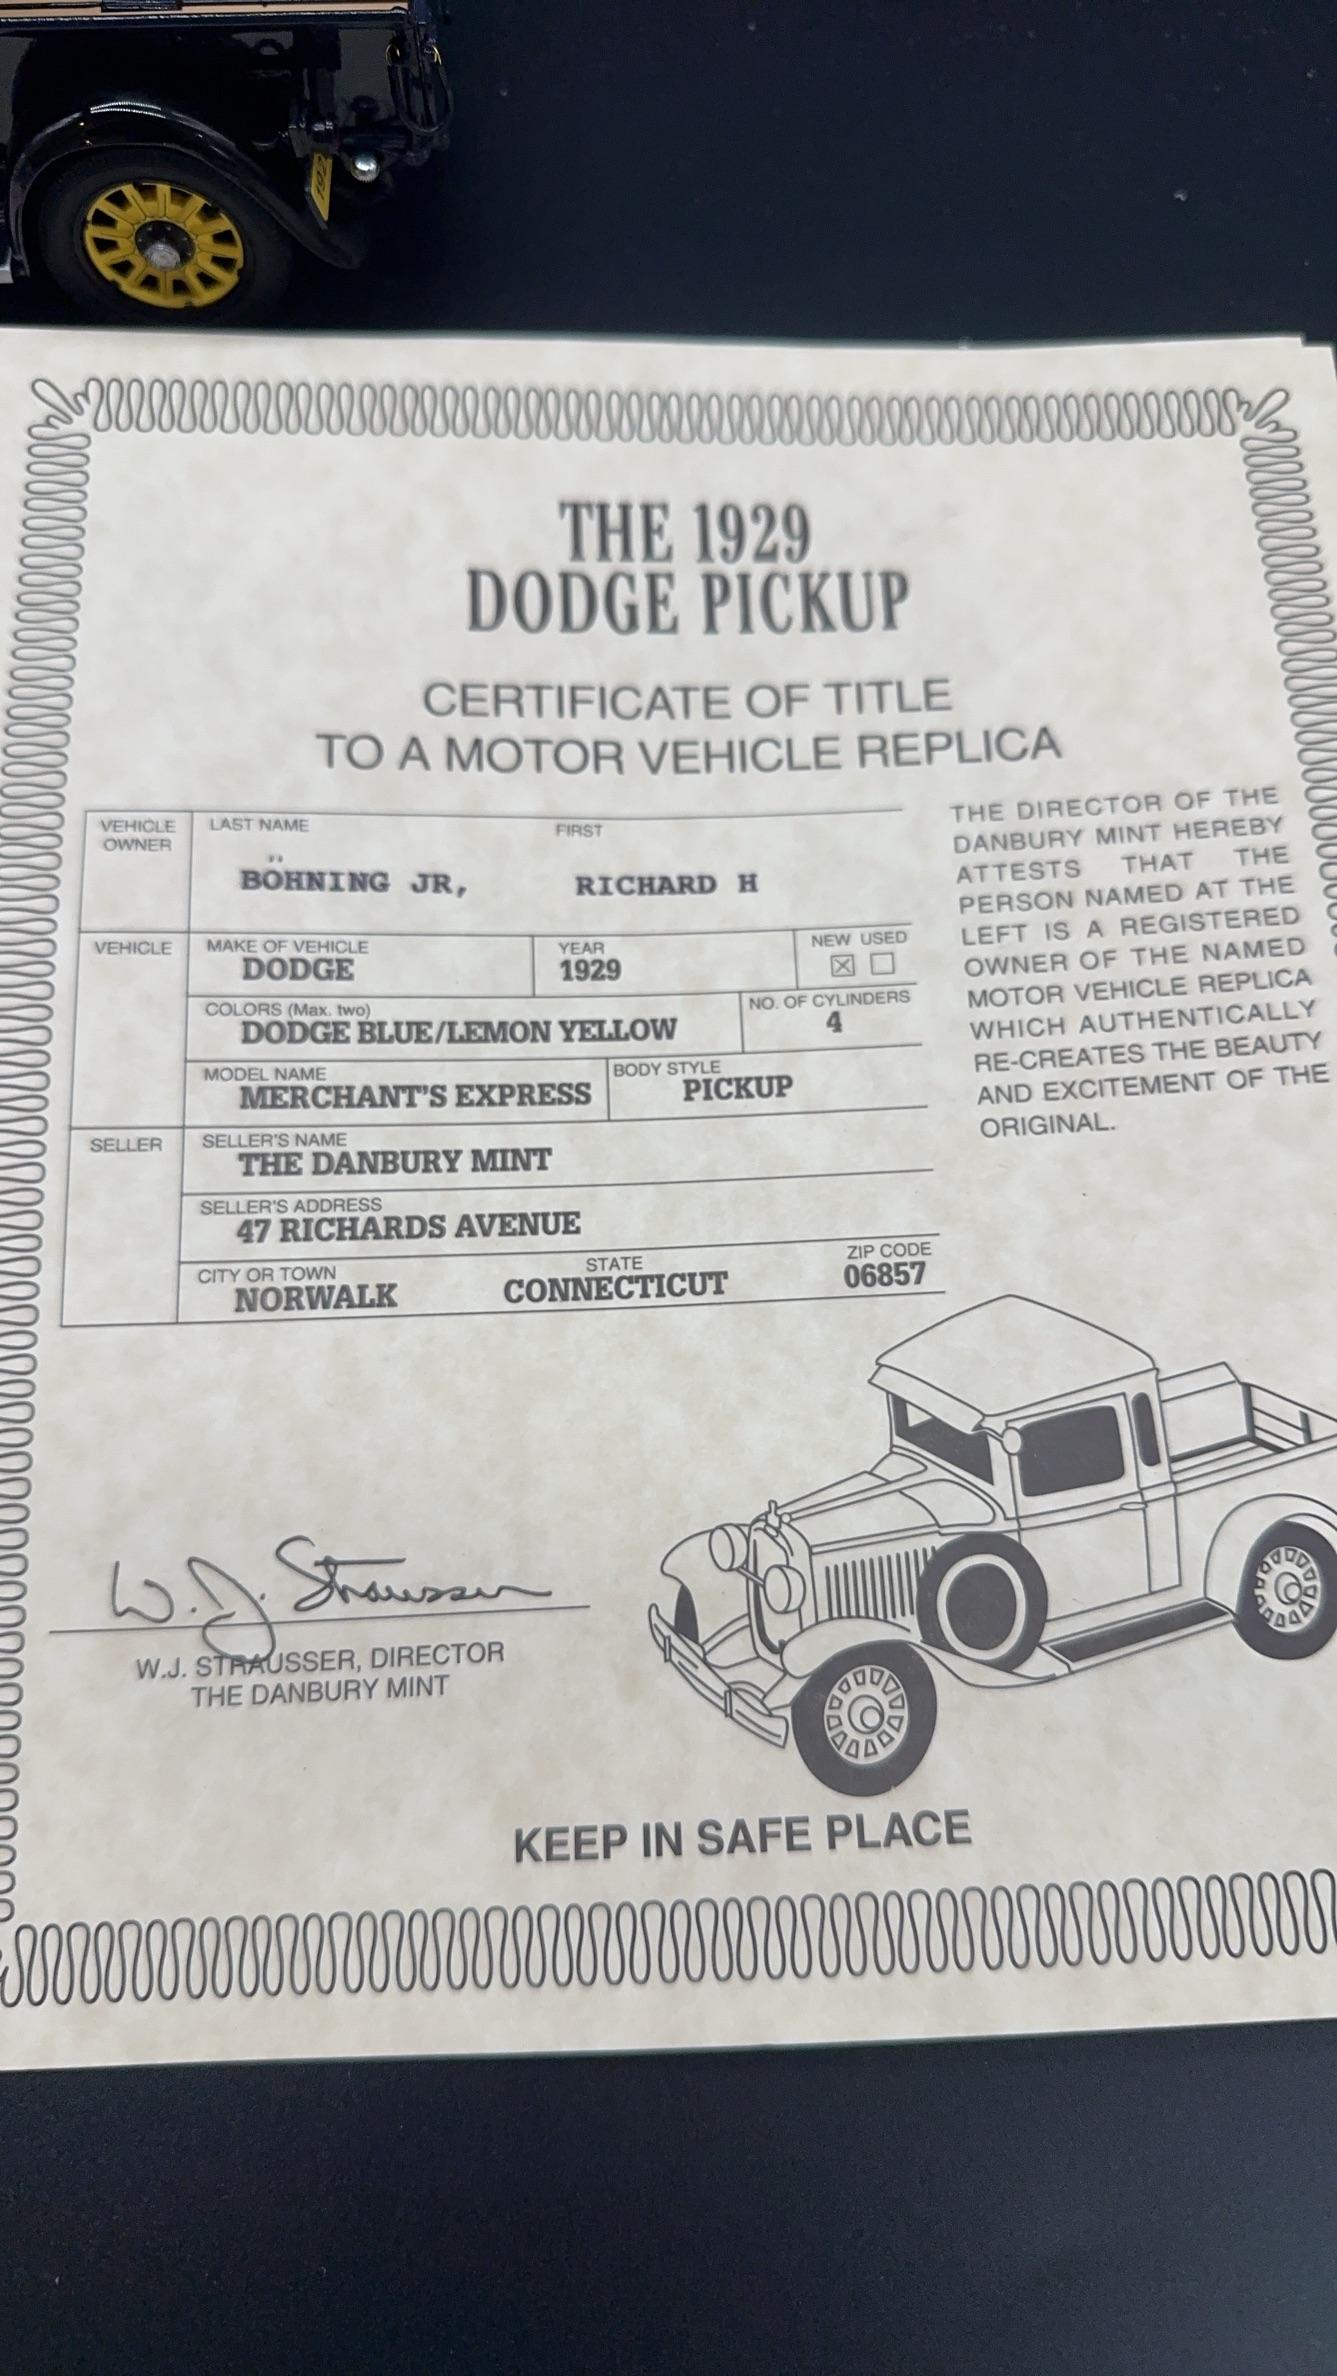 192
THE 1929
DODGE PICKUP
CERTIFICATE OF TITLE
TO A MOTOR VEHICLE REPLICA
VEHICLE
OWNER
LAST NAME FIRST
BÖHNING JR, RICHARD H
VEHICLE
MAKE OF VEHICLE YEAR NEW USED
DODGE 1929 ☒ ☐
COLORS (Max. two) NO. OF CYLINDERS
DODGE BLUE/LEMON YELLOW 4
MODEL NAME BODY STYLE
MERCHANT'S EXPRESS PICKUP
SELLER
SELLER'S NAME
THE DANBURY MINT
SELLER'S ADDRESS
47 RICHARDS AVENUE
CITY OR TOWN STATE ZIP CODE
NORWALK CONNECTICUT 06857
THE DIRECTOR OF THE
DANBURY MINT HEREBY
ATTESTS THAT THE
PERSON NAMED AT THE
LEFT IS A REGISTERED
OWNER OF THE NAMED
MOTOR VEHICLE REPLICA
WHICH AUTHENTICALLY
RE-CREATES THE BEAUTY
AND EXCITEMENT OF THE
ORIGINAL.
W. J. Strausser
W.J. STRAUSSER, DIRECTOR
THE DANBURY MINT
KEEP IN SAFE PLACE